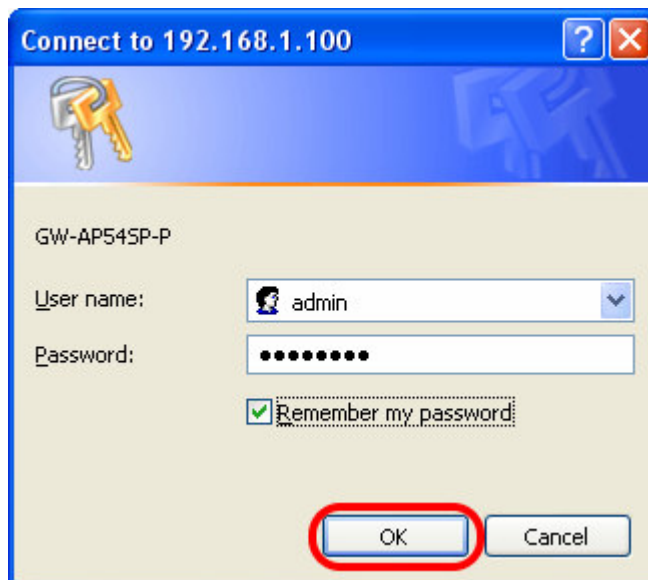 Connect to 192.168.1.100
GW-AP54SP-P
User name:
admin
Password:
••••••••
Remember my password
OK
Cancel